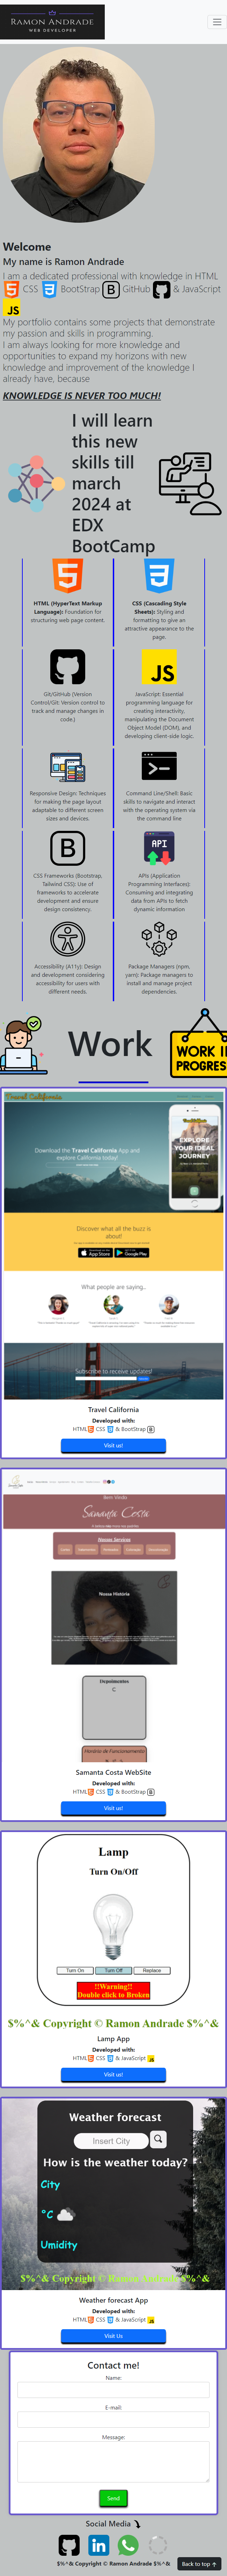 RAMON ANDRADE
WEB DEVELOPER
Welcome
My name is Ramon Andrade
I am a dedicated professional with knowledge in HTML
CSS BootStrap GitHub & JavaScript
My portfolio contains some projects that demonstrate
my passion and skills in programming.
I am always looking for more knowledge and
opportunities to expand my horizons with new
knowledge and improvement of the knowledge I
already have, because
KNOWLEDGE IS NEVER TOO MUCH!
I will learn
this new
skills till
march
2024 at
EDX
BootCamp
HTML (HyperText Markup
Language): Foundation for
structuring web page content.
CSS (Cascading Style
Sheets): Styling and
formatting to give an
attractive appearance to the
page.
Git/GitHub (Version
Control/Git: Version control to
track and manage changes in
code.)
JS
JavaScript: Essential
programming language for
creating interactivity,
manipulating the Document
Object Model (DOM), and
developing client-side logic.
Responsive Design: Techniques
for making the page layout
adaptable to different screen
sizes and devices.
Command Line/Shell: Basic
skills to navigate and interact
with the operating system via
the command line
B
CSS Frameworks (Bootstrap,
Tailwind CSS): Use of
frameworks to accelerate
development and ensure
design consistency.
API
APIs (Application
Programming Interfaces):
Consuming and integrating
data from APIs to fetch
dynamic information
Accessibility (A11y): Design
and development considering
accessibility for users with
different needs.
Package Managers (npm,
yarn): Package managers to
install and manage project
dependencies.
Work
WORK IN
PROGRES
Travel California
Download the Travel California App and
explore California today!
EXPLORE
YOUR IDEAL
JOURNEY
Discover what all the buzz is
about!
App Store
Google Play
What people are saying...
Subscribe to receive updates!
Travel California
Developed with:
HTML CSS & BootStrap
Visit us!
Bem Vindo
Samanta Costa
Nossos Serviços
Nossa História
Depoimentos
Horário de Funcionamento
Samanta Costa WebSite
Developed with:
HTML CSS & BootStrap
Visit us!
Lamp
Turn On/Off
Turn On Turn Off Replace
!!Warning!!
Double click to Broken
$%^& Copyright © Ramon Andrade $%^&
Lamp App
Developed with:
HTML CSS & JavaScript
Visit us!
Weather forecast
Insert City
How is the weather today?
City
°C
Umidity
$%^& Copyright © Ramon Andrade $%^&
Weather forecast App
Developed with:
HTML CSS & JavaScript
Visit Us
Contact me!
Name:
E-mail:
Message:
Send
Social Media
$%^& Copyright © Ramon Andrade $%^&
Back to top